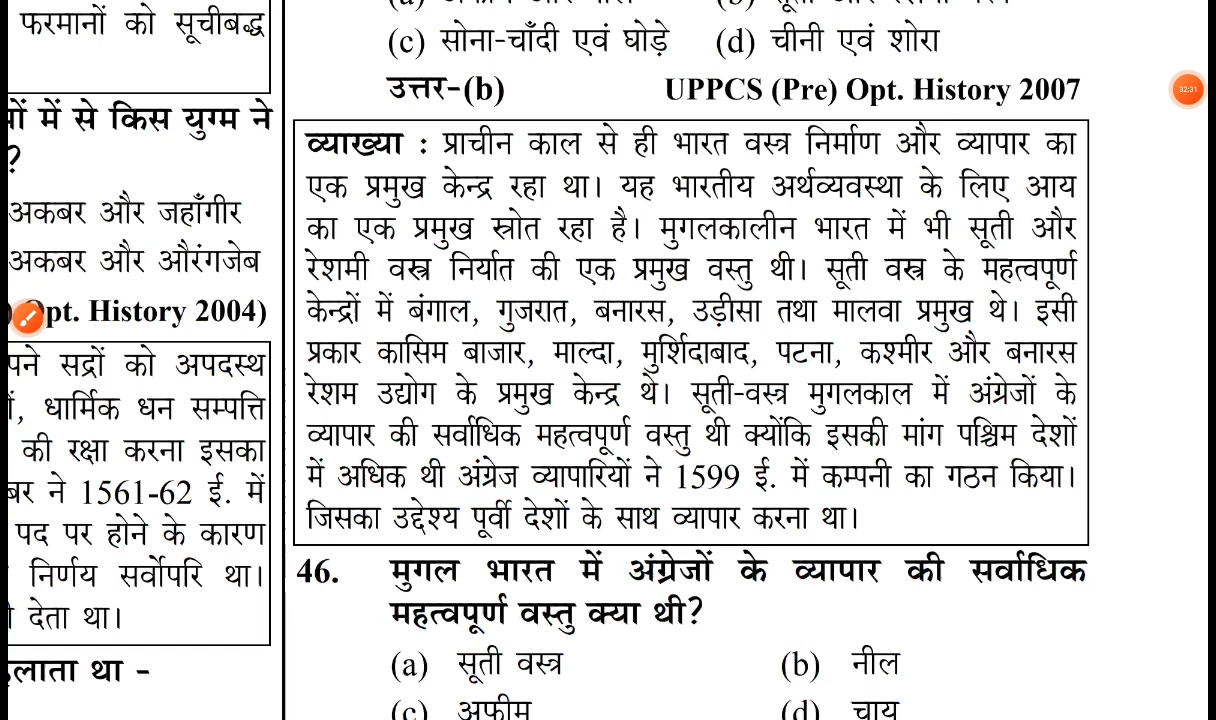 फरमानों को सूचीबद्ध
में से किस युग्म ने
?
अकबर और जहाँगीर
अकबर और औरंगजेब
Opt. History 2004)
पने सद्रों को अपदस्थ
, धार्मिक धन सम्पत्ति
की रक्षा करना इसका
बर ने 1561-62 ई. में
पद पर होने के कारण
निर्णय सर्वोपरि था।
देता था।
लाता था -
(c) सोना-चाँदी एवं घोड़े (d) चीनी एवं शोरा
उत्तर-(b) UPPCS (Pre) Opt. History 2007
व्याख्या : प्राचीन काल से ही भारत वस्त्र निर्माण और व्यापार का
एक प्रमुख केन्द्र रहा था। यह भारतीय अर्थव्यवस्था के लिए आय
का एक प्रमुख स्त्रोत रहा है। मुगलकालीन भारत में भी सूती और
रेशमी वस्त्र निर्यात की एक प्रमुख वस्तु थी। सूती वस्त्र के महत्वपूर्ण
केन्द्रों में बंगाल, गुजरात, बनारस, उड़ीसा तथा मालवा प्रमुख थे। इसी
प्रकार कासिम बाजार, माल्दा, मुर्शिदाबाद, पटना, कश्मीर और बनारस
रेशम उद्योग के प्रमुख केन्द्र थे। सूती-वस्त्र मुगलकाल में अंग्रेजों के
व्यापार की सर्वाधिक महत्वपूर्ण वस्तु थी क्योंकि इसकी मांग पश्चिम देशों
में अधिक थी अंग्रेज व्यापारियों ने 1599 ई. में कम्पनी का गठन किया।
जिसका उद्देश्य पूर्वी देशों के साथ व्यापार करना था।
46. मुगल भारत में अंग्रेजों के व्यापार की सर्वाधिक
महत्वपूर्ण वस्तु क्या थी?
(a) सूती वस्त्र (b) नील
(c) अफीम (d) चाय
32:31